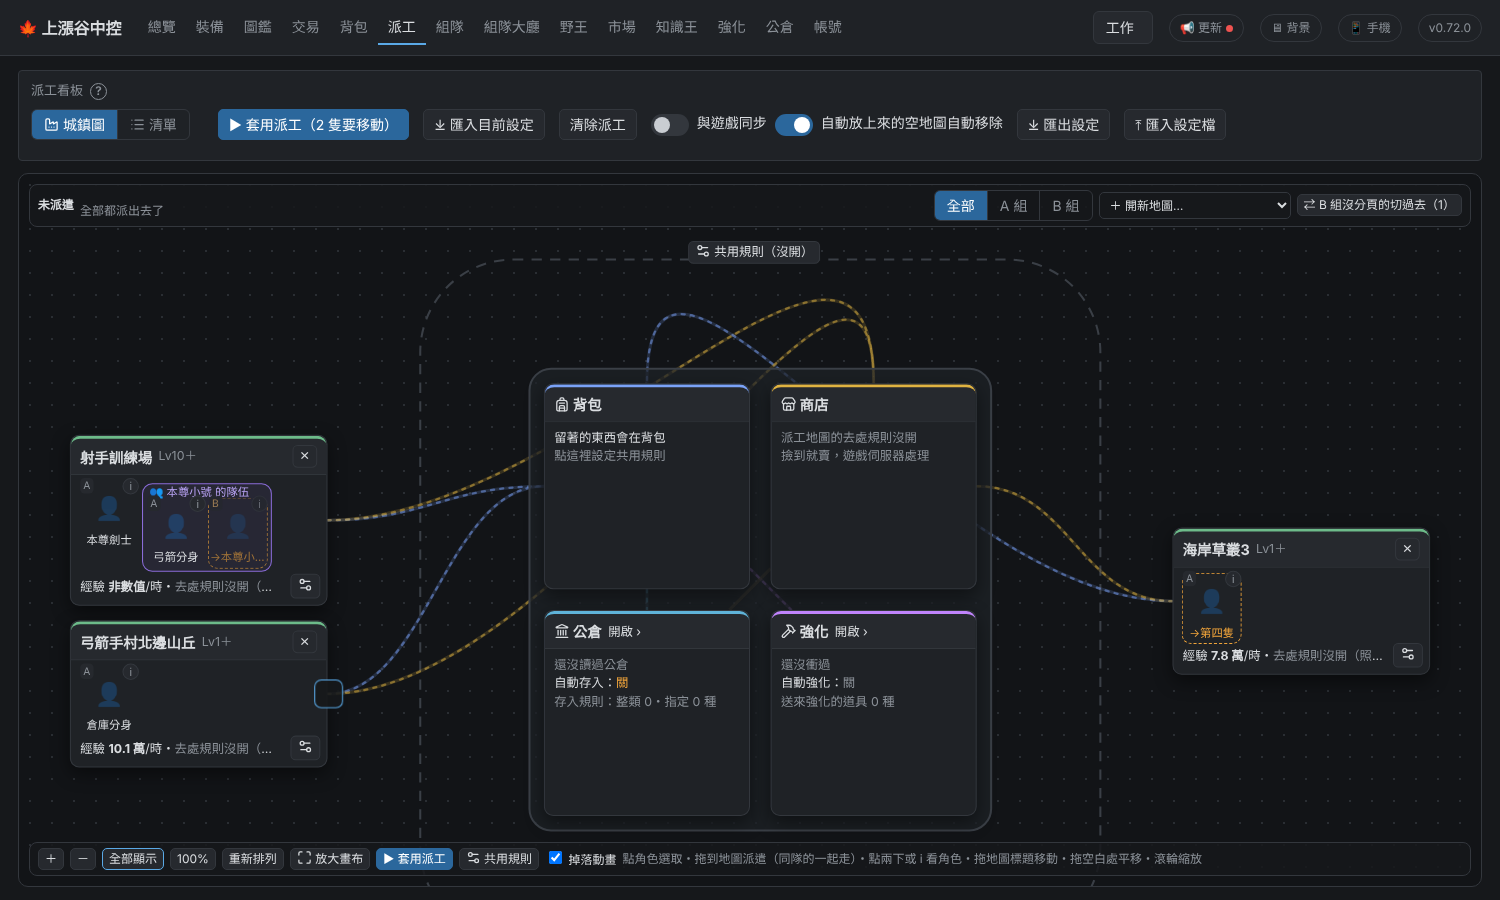 上漲谷中控 總覽 裝備 圖鑑 交易 背包 派工 組隊 組隊大廳 野王 市場 知識王 強化 公倉 帳號 工作 更新 背景 手機 v0.72.0
派工看板 ?
城鎮圖 清單 套用派工（2 隻要移動） 匯入目前設定 清除派工 與遊戲同步 自動放上來的空地圖自動移除 匯出設定 匯入設定檔
未派遣 全部都派出去了 全部 A 組 B 組 ＋ 開新地圖... B 組沒分頁的切過去（1）
共用規則（沒開）
背包
留著的東西會在背包
點這裡設定共用規則
商店
派工地圖的去處規則沒開
撿到就賣，遊戲伺服器處理
射手訓練場 Lv10＋ ✕
A i 本尊小號 的隊伍
A i B i
本尊劍士 弓箭分身 →本尊小...
經驗 非數值/時・去處規則沒開（...
弓箭手村北邊山丘 Lv1＋ ✕
A i
倉庫分身
經驗 10.1 萬/時・去處規則沒開（...
公倉 開啟 ›
還沒讀過公倉
自動存入：關
存入規則：整類 0・指定 0 種
強化 開啟 ›
還沒衝過
自動強化：關
送來強化的道具 0 種
海岸草叢3 Lv1＋ ✕
A i
→第四隻
經驗 7.8 萬/時・去處規則沒開（照...
＋ － 全部顯示 100% 重新排列 放大畫布 套用派工 共用規則 掉落動畫 點角色選取・拖到地圖派遣（同隊的一起走）・點兩下或 i 看角色・拖地圖標題移動・拖空白處平移・滾輪縮放